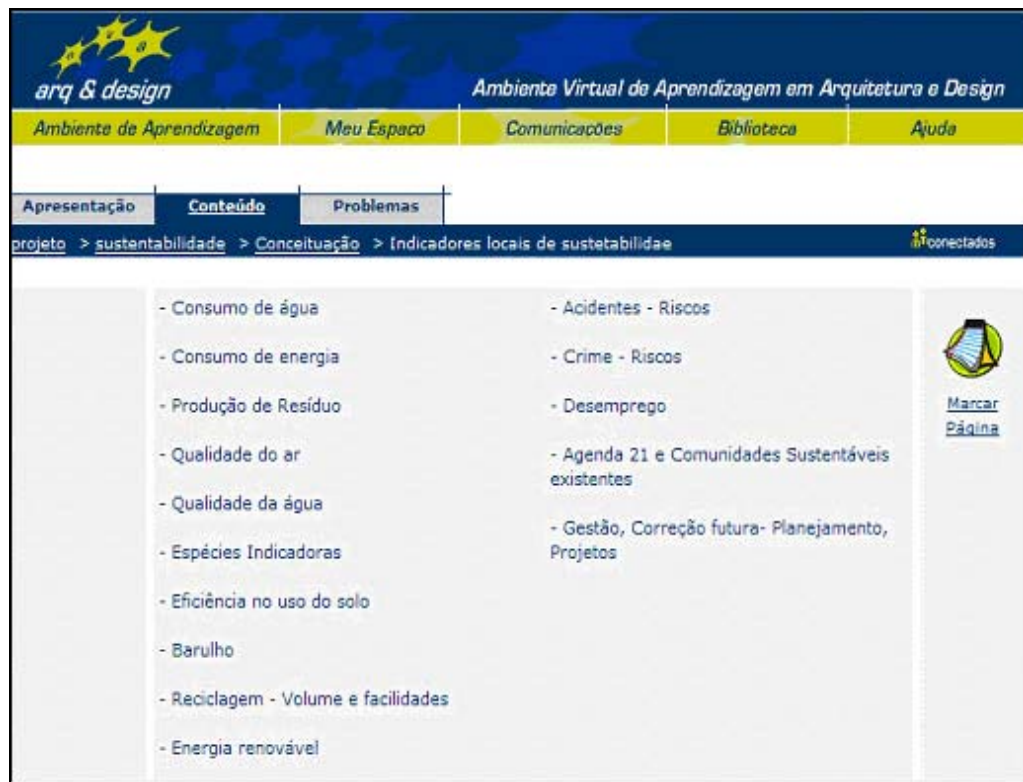 arq & design
Ambiente Virtual de Aprendizagem em Arquitetura e Design
Ambiente de Aprendizagem
Meu Espaco
Comunicações
Biblioteca
Ajuda
Apresentação
Conteúdo
Problemas
projeto > sustentabilidade > Conceituação > Indicadores locais de sustetabilidae
conectados
- Consumo de água
- Consumo de energia
- Produção de Resíduo
- Qualidade do ar
- Qualidade da água
- Espécies Indicadoras
- Eficiência no uso do solo
- Barulho
- Reciclagem - Volume e facilidades
- Energia renovável
- Acidentes - Riscos
- Crime - Riscos
- Desemprego
- Agenda 21 e Comunidades Sustentáveis
existentes
- Gestão, Correção futura- Planejamento,
Projetos
Marcar
Página